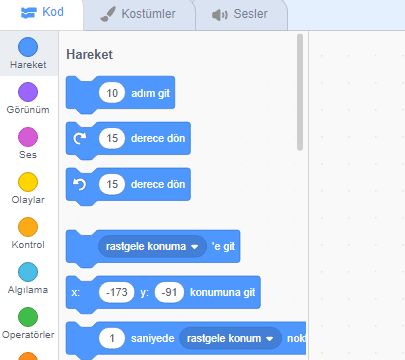 Kod Kostümler Sesler
Hareket
Hareket
10 adım git
Görünüm
15 derece dön
Ses
15 derece dön
Olaylar
rastgele konuma 'e git
Kontrol
x: -173 y: -91 konumuna git
Algılama
1 saniyede rastgele konum nokt
Operatörler